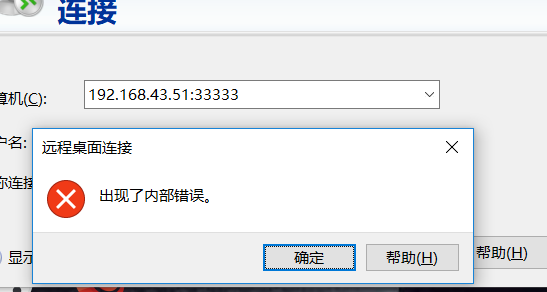 连接
算机(C):
192.168.43.51:33333
户名:
远程桌面连接
你连接
出现了内部错误。
显示
确定
帮助(H)
帮助(H)